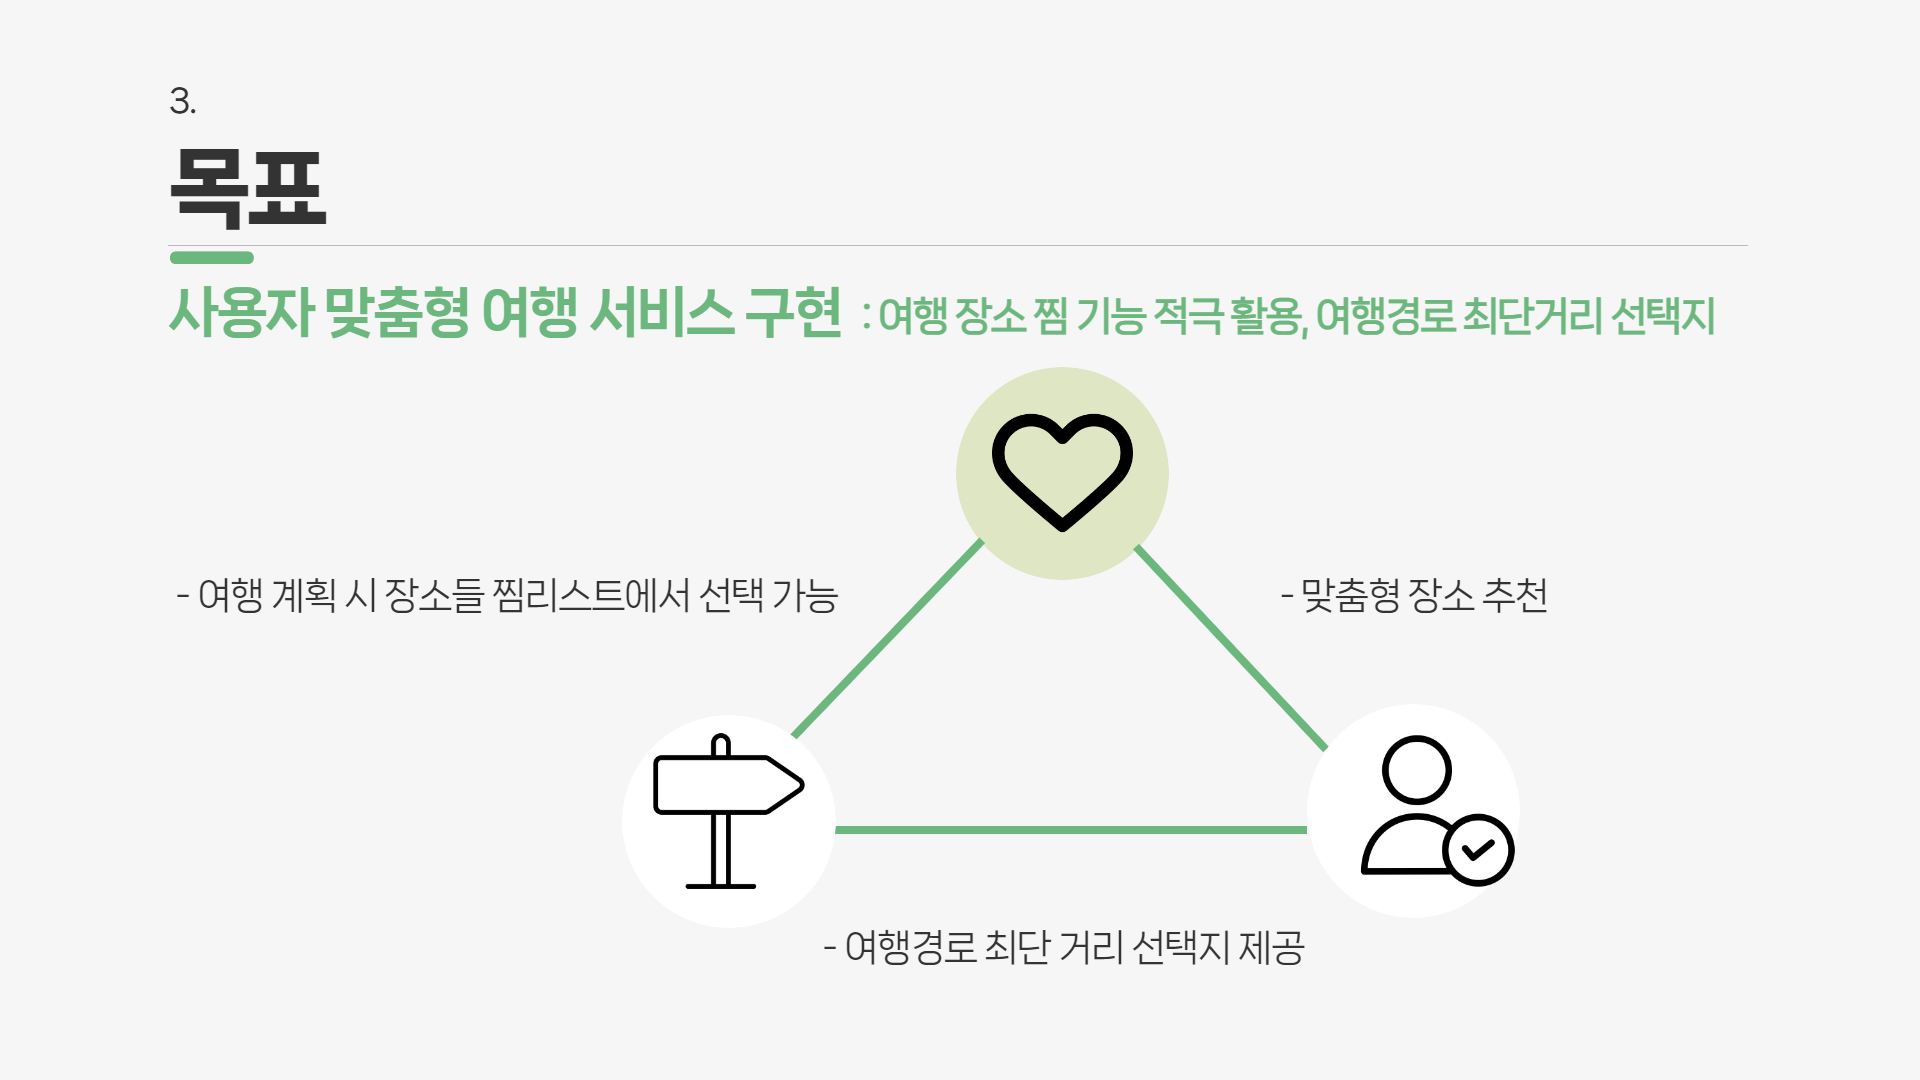 3.
목표
사용자 맞춤형 여행 서비스 구현 : 여행 장소 찜 기능 적극 활용, 여행경로 최단거리 선택지
- 여행 계획 시 장소들 찜리스트에서 선택 가능
- 맞춤형 장소 추천
- 여행경로 최단 거리 선택지 제공